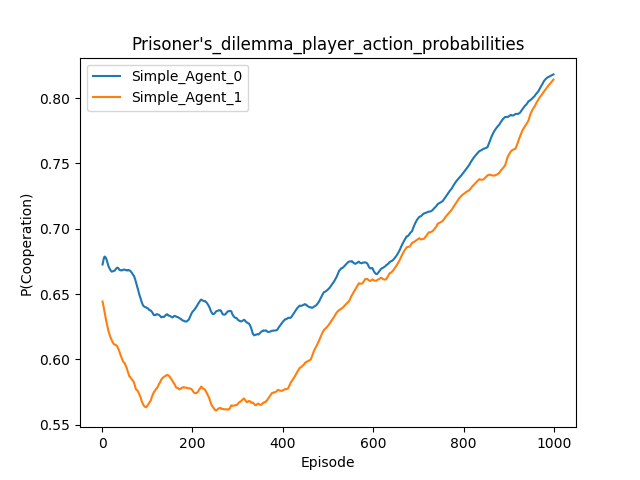 Prisoner's_dilemma_player_action_probabilities
Simple_Agent_0
Simple_Agent_1
P(Cooperation)
0.80
0.75
0.70
0.65
0.60
0.55
0
200
400
600
800
1000
Episode